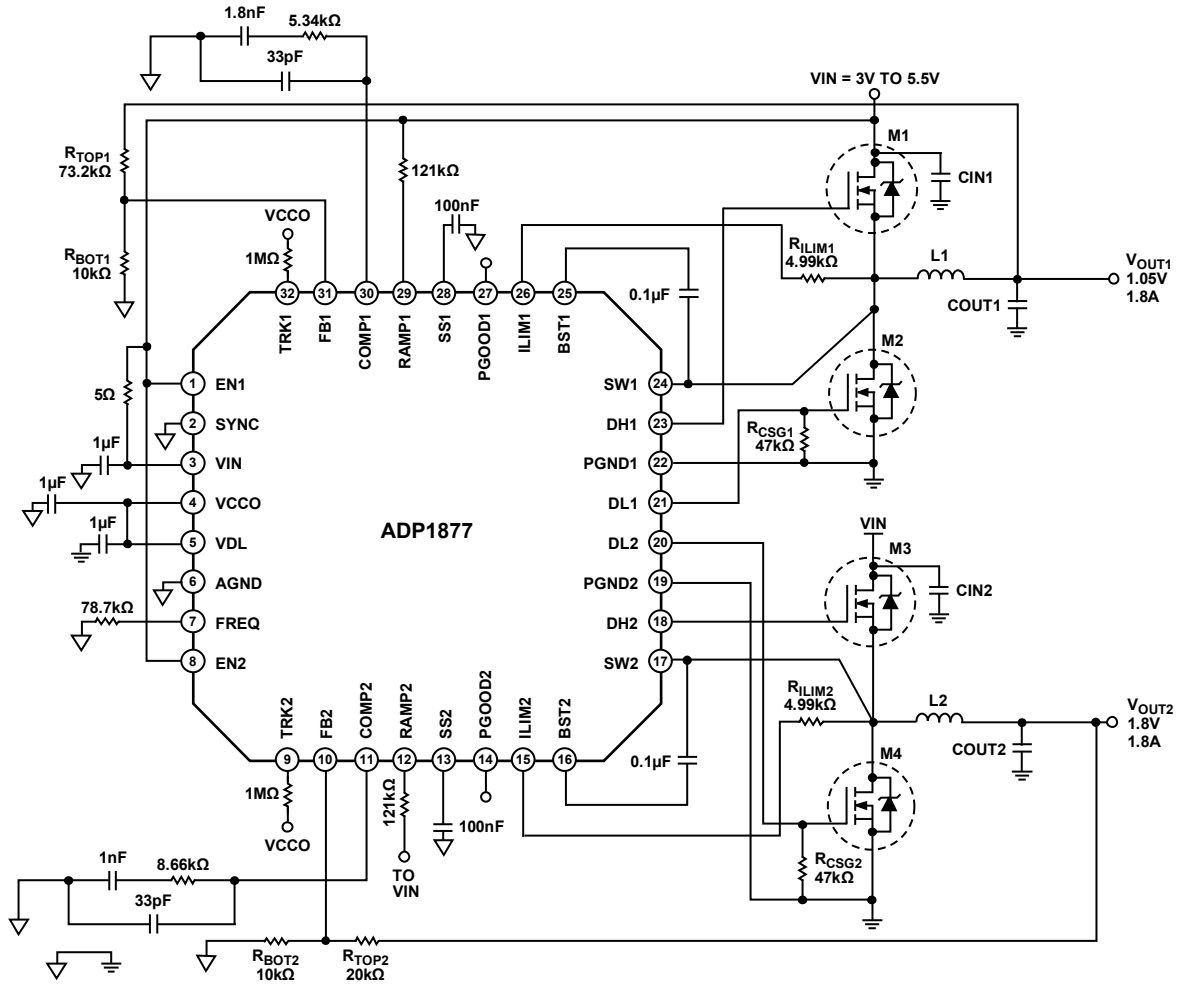 1.8nF
5.34kΩ
33pF
VIN = 3V TO 5.5V
M1
CIN1
RTOP1
73.2kΩ
121kΩ
100nF
VCCO
1MΩ
RBOT1
10kΩ
RILIM1
4.99kΩ
L1
VOUT1
1.05V
1.8A
COUT1
0.1µF
32
31
30
29
28
27
26
25
TRK1
FB1
COMP1
RAMP1
SS1
PGOOD1
ILIM1
BST1
M2
5Ω
1 EN1
SW1 24
2 SYNC
DH1 23
RCSG1
47kΩ
1µF
3 VIN
PGND1 22
1µF
4 VCCO
DL1 21
ADP1877
1µF
5 VDL
DL2 20
VIN
M3
6 AGND
PGND2 19
CIN2
78.7kΩ
7 FREQ
DH2 18
8 EN2
SW2 17
RILIM2
4.99kΩ
L2
VOUT2
1.8V
1.8A
COUT2
TRK2
FB2
COMP2
RAMP2
SS2
PGOOD2
ILIM2
BST2
9
10
11
12
13
14
15
16
0.1µF
M4
1MΩ
VCCO
121kΩ
TO
VIN
100nF
RCSG2
47kΩ
1nF
8.66kΩ
33pF
RBOT2
10kΩ
RTOP2
20kΩ